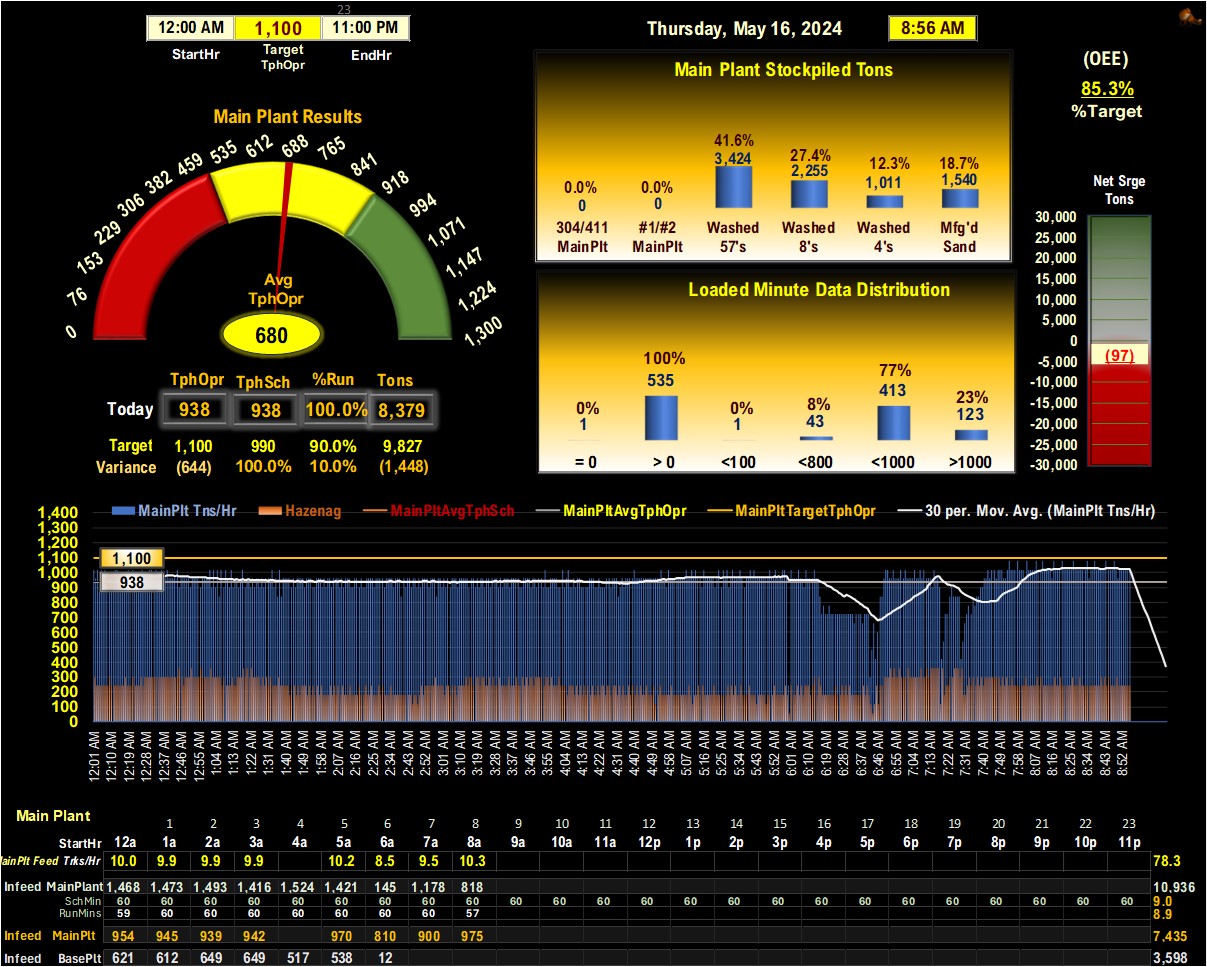 23
12:00 AM 1,100 11:00 PM
StartHr Target TphOpr EndHr
Thursday, May 16, 2024 8:56 AM
(OEE)
85.3%
%Target
Main Plant Results
0 76 153 229 306 382 459 535 612 688 765 841 918 994 1,071 1,147 1,224 1,300
Avg
TphOpr
680
TphOpr TphSch %Run Tons
Today 938 938 100.0% 8,379
Target 1,100 990 90.0% 9,827
Variance (644) 100.0% 10.0% (1,448)
Main Plant Stockpiled Tons
0.0% 0.0% 41.6% 27.4% 12.3% 18.7%
0 0 3,424 2,255 1,011 1,540
304/411 #1/#2 Washed Washed Washed Mfg'd
MainPlt MainPlt 57's 8's 4's Sand
Loaded Minute Data Distribution
0% 100% 0% 8% 77% 23%
1 535 1 43 413 123
= 0 > 0 <100 <800 <1000 >1000
Net Srge
Tons
30,000
25,000
20,000
15,000
10,000
5,000
0
-5,000
-10,000
-15,000
-20,000
-25,000
-30,000
(97)
MainPlt Tns/Hr Hazenag MainPltAvgTphSch MainPltAvgTphOpr MainPltTargetTphOpr 30 per. Mov. Avg. (MainPlt Tns/Hr)
1,400
1,300
1,200
1,100
1,000
900
800
700
600
500
400
300
200
100
0
1,100
938
12:01 AM 12:10 AM 12:19 AM 12:28 AM 12:37 AM 12:46 AM 12:55 AM 1:04 AM 1:13 AM 1:22 AM 1:31 AM 1:40 AM 1:49 AM 1:58 AM 2:07 AM 2:16 AM 2:25 AM 2:34 AM 2:43 AM 2:52 AM 3:01 AM 3:10 AM 3:19 AM 3:28 AM 3:37 AM 3:46 AM 3:55 AM 4:04 AM 4:13 AM 4:22 AM 4:31 AM 4:40 AM 4:49 AM 4:58 AM 5:07 AM 5:16 AM 5:25 AM 5:34 AM 5:43 AM 5:52 AM 6:01 AM 6:10 AM 6:19 AM 6:28 AM 6:37 AM 6:46 AM 6:55 AM 7:04 AM 7:13 AM 7:22 AM 7:31 AM 7:40 AM 7:49 AM 7:58 AM 8:07 AM 8:16 AM 8:25 AM 8:34 AM 8:43 AM 8:52 AM
Main Plant
1 2 3 4 5 6 7 8 9 10 11 12 13 14 15 16 17 18 19 20 21 22 23
StartHr 12a 1a 2a 3a 4a 5a 6a 7a 8a 9a 10a 11a 12p 1p 2p 3p 4p 5p 6p 7p 8p 9p 10p 11p
MainPlt Feed Trks/Hr 10.0 9.9 9.9 9.9 10.2 8.5 9.5 10.3 78.3
Infeed MainPlant 1,468 1,473 1,493 1,416 1,524 1,421 145 1,178 818 10,936
SchMin 60 60 60 60 60 60 60 60 60 60 60 60 60 60 60 60 60 60 60 60 60 60 60 60 9.0
RunMins 59 60 60 60 60 60 60 57 8.9
Infeed MainPlt 954 945 939 942 970 810 900 975 7,435
Infeed BasePlt 621 612 649 649 517 538 12 3,598